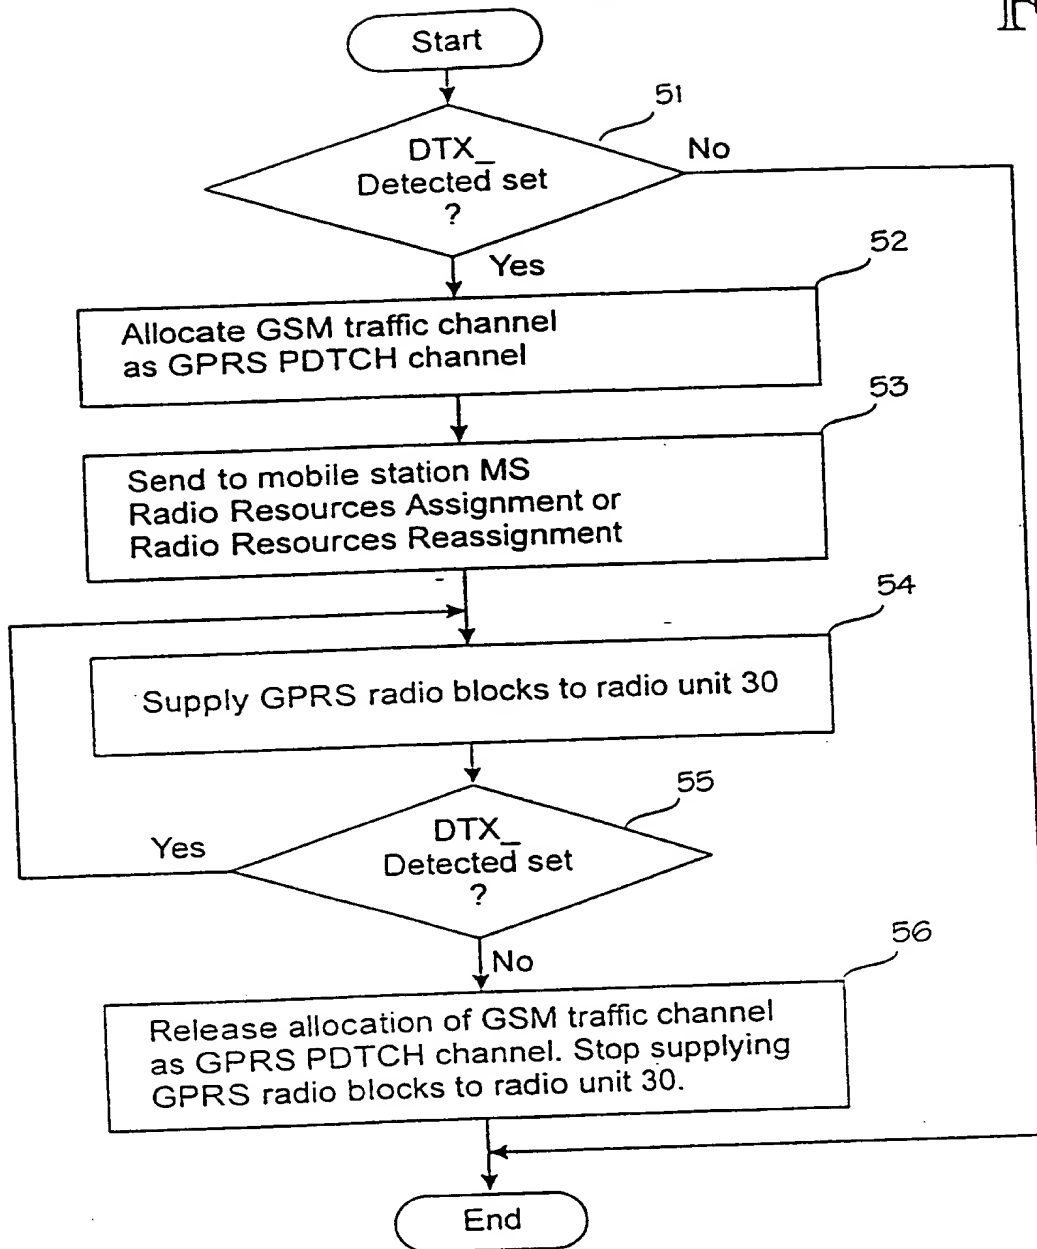 F
Start
51
DTX_
Detected set
?
No
Yes
52
Allocate GSM traffic channel
as GPRS PDTCH channel
53
Send to mobile station MS
Radio Resources Assignment or
Radio Resources Reassignment
54
Supply GPRS radio blocks to radio unit 30
55
DTX_
Detected set
?
Yes
No
56
Release allocation of GSM traffic channel
as GPRS PDTCH channel. Stop supplying
GPRS radio blocks to radio unit 30.
End